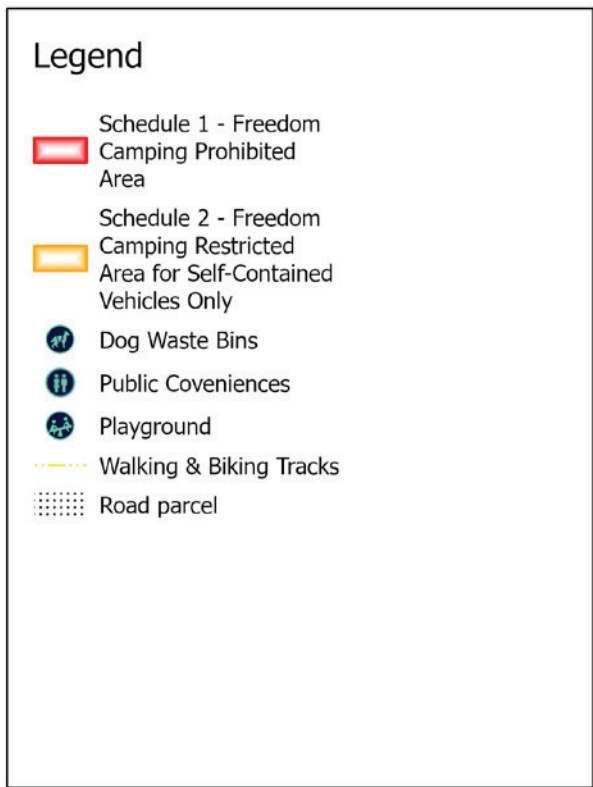 Legend
Schedule 1 - Freedom
Camping Prohibited
Area
Schedule 2 - Freedom
Camping Restricted
Area for Self-Contained
Vehicles Only
Dog Waste Bins
Public Coveniences
Playground
Walking & Biking Tracks
Road parcel